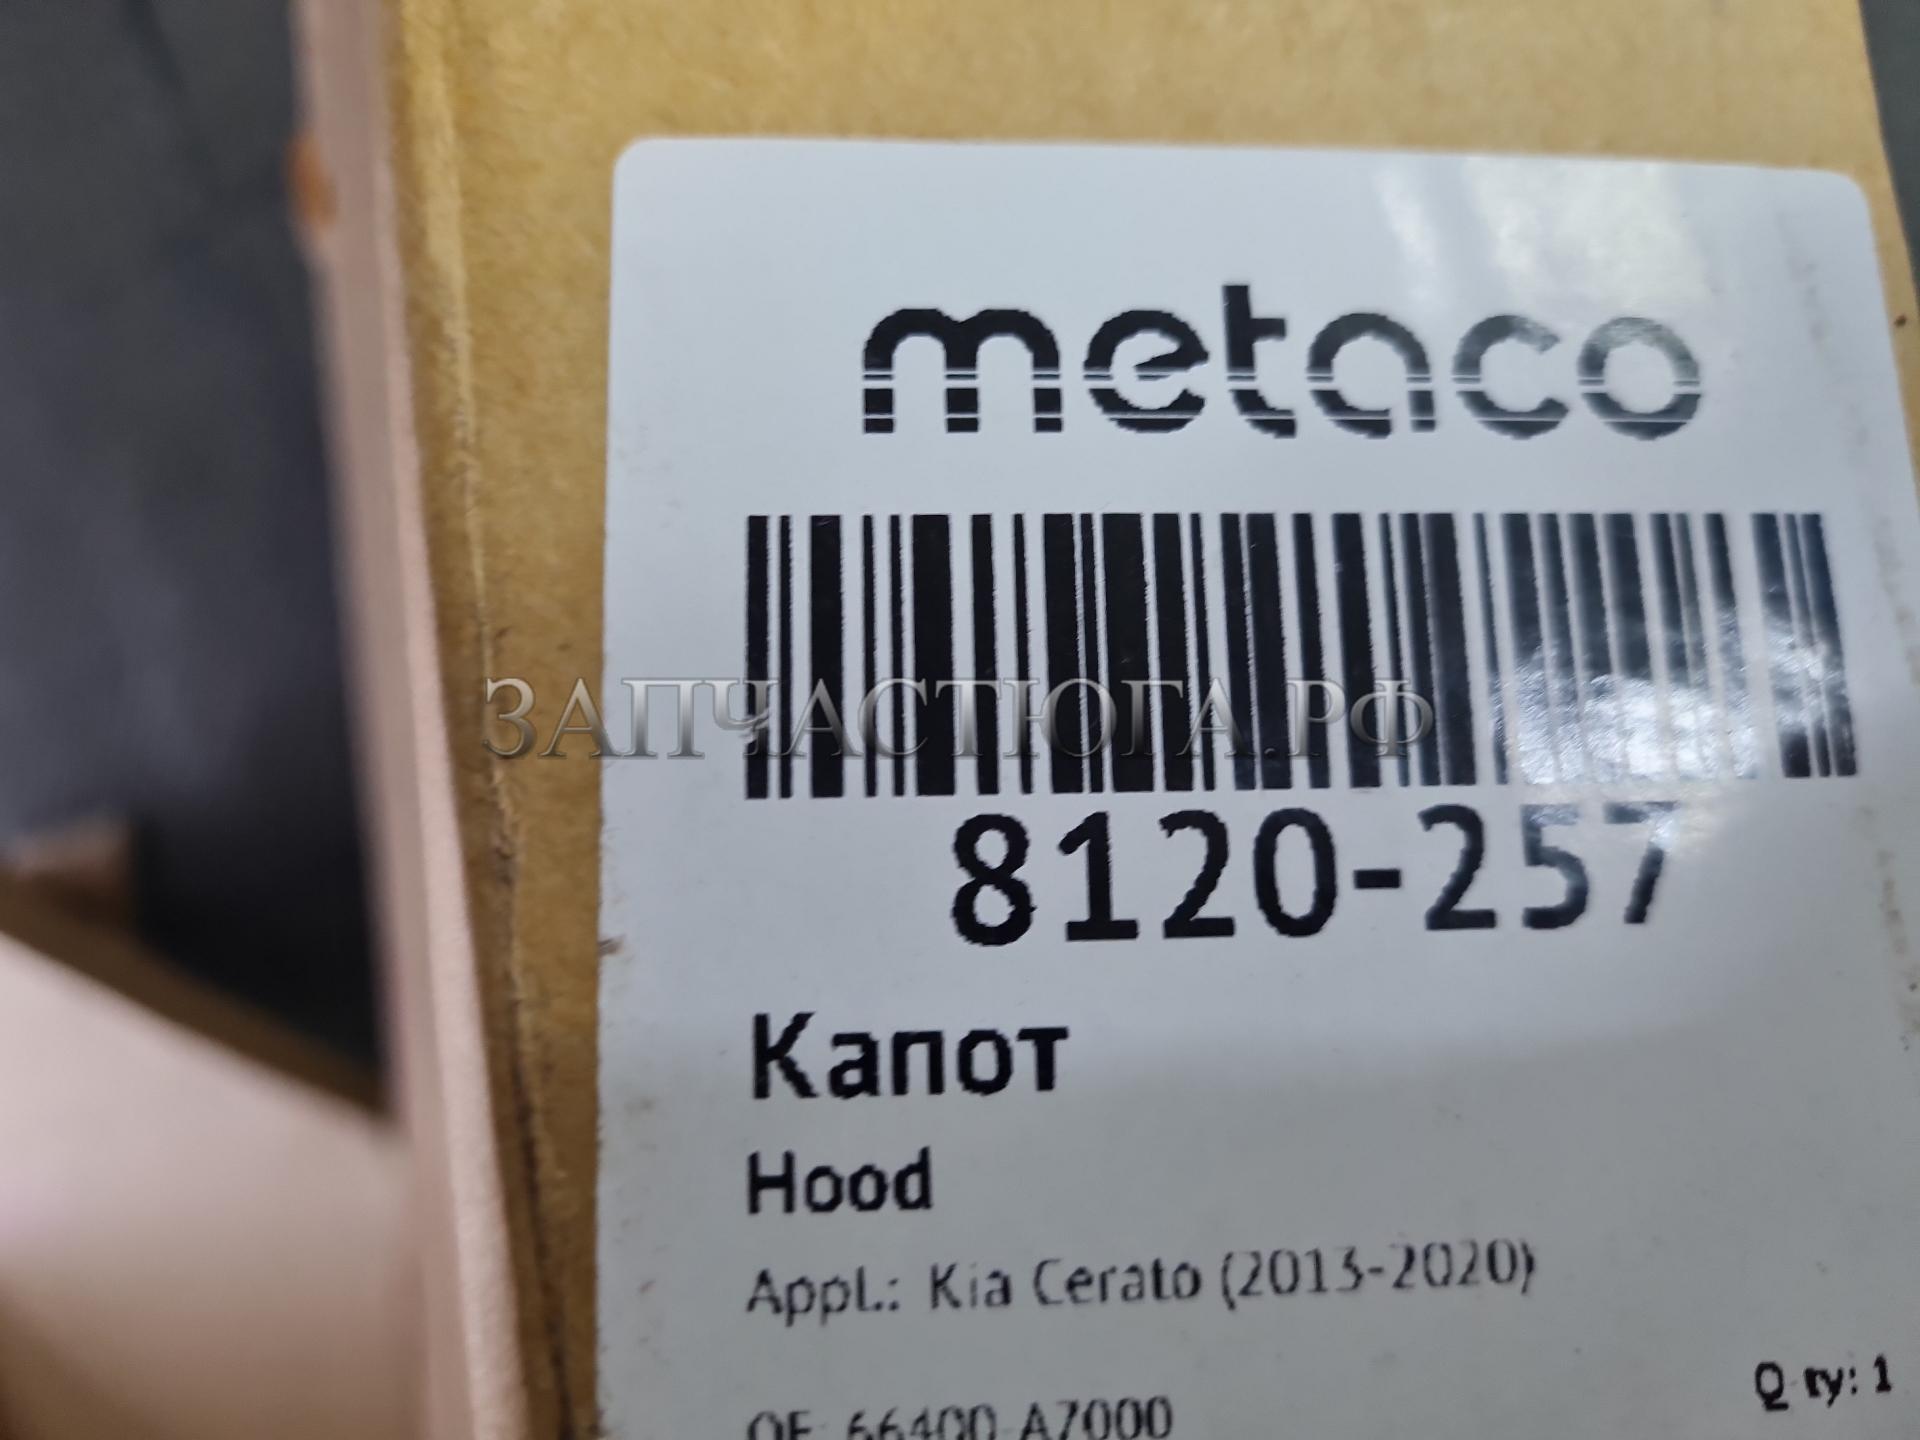 metaco
ЗАПЧАСТЮГА.РФ
8120-257
Капот
Hood
Appl.: Kia Cerato (2013-2020)
Q-ty: 1
OE: 66400-A7000